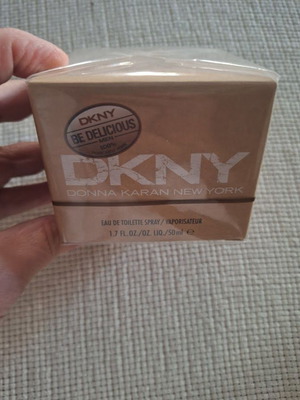 DKNY
BE DELICIOUS
MEN
DKNY
DONNA KARAN NEW YORK
EAU DE TOILETTE SPRAY / VAPORISATEUR
1.7 FL.OZ./OZ. LIQ./50 mL e